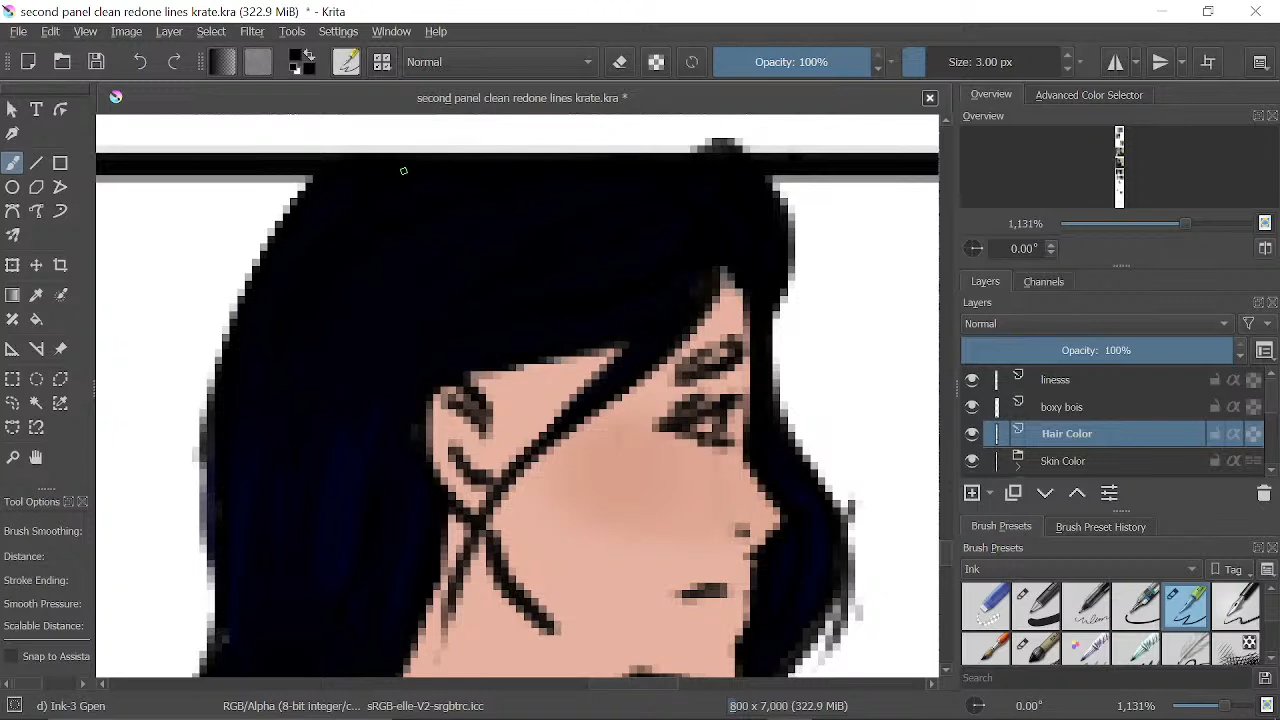 second panel clean redone lines krate.kra (322.9 MiB)  * - Krita
File Edit View Image Layer Select Filter Tools Settings Window Help
Normal
Opacity: 100%
Size: 3.00 px
second panel clean redone lines krate.kra *
Overview
Advanced Color Selector
Overview
1,131%
0.00°
Layers
Channels
Layers
Normal
Opacity: 100%
linesss
boxy bois
Hair Color
Skin Color
Tool Options
Brush Smoothing:
Distance:
Stroke Ending:
Smooth Pressure:
Scalable Distance:
Snap to Assista
Brush Presets
Brush Preset History
Brush Presets
Ink
Tag
Search
d) Ink-3 Gpen
RGB/Alpha (8-bit integer/c... sRGB-elle-V2-srgbtrc.icc
800 x 7,000 (322.9 MiB)
0.00°
1,131%